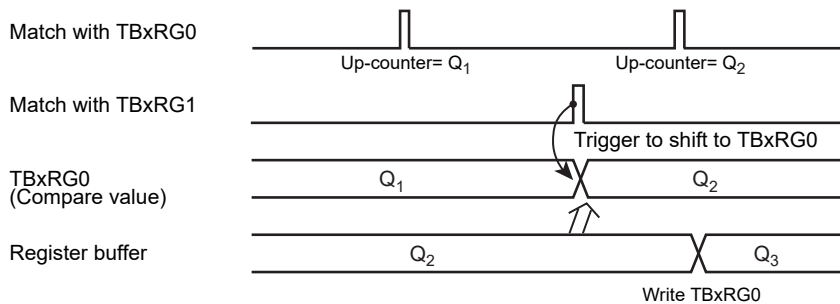 Match with TBxRG0
Up-counter= Q1
Up-counter= Q2
Match with TBxRG1
Trigger to shift to TBxRG0
TBxRG0
(Compare value)
Q1
Q2
Register buffer
Q2
Q3
Write TBxRG0